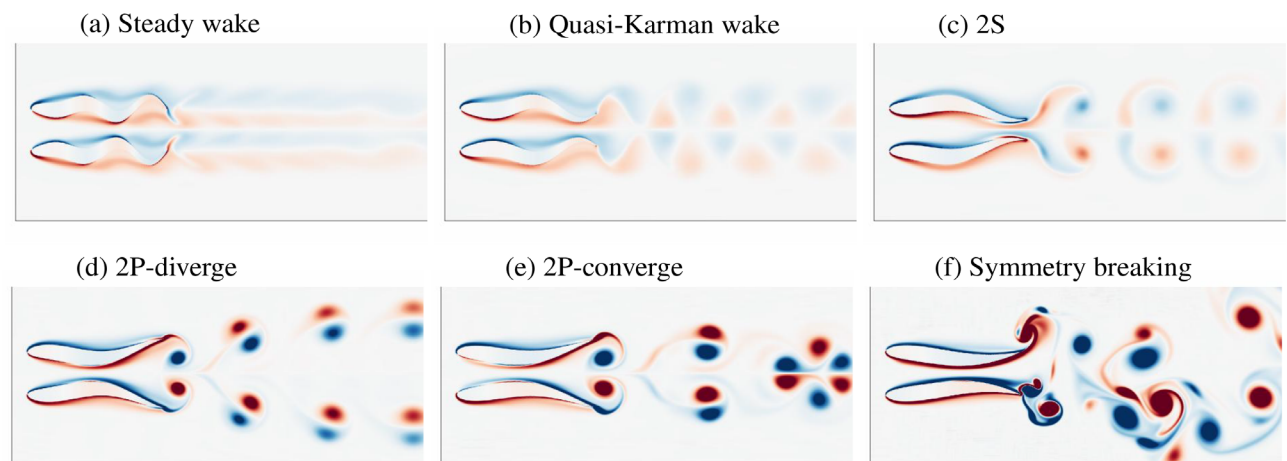 (a) Steady wake
(b) Quasi-Karman wake
(c) 2S
(d) 2P-diverge
(e) 2P-converge
(f) Symmetry breaking